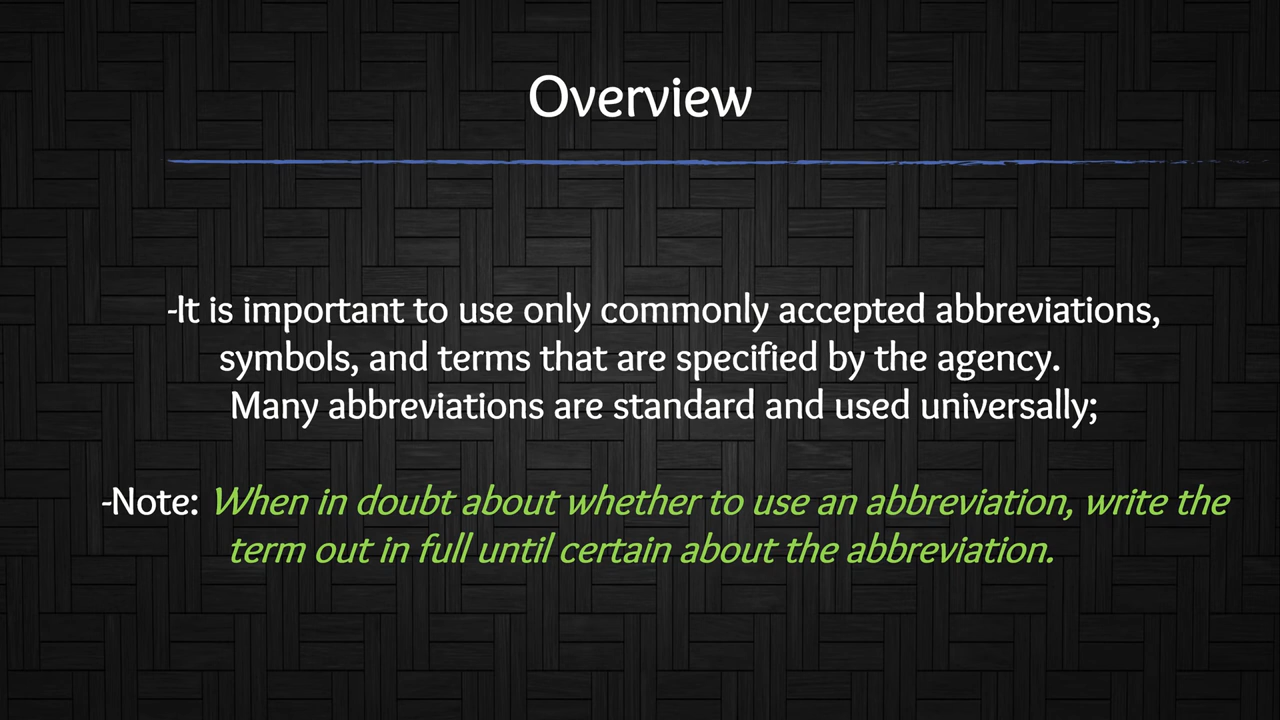 Overview
-It is important to use only commonly accepted abbreviations,
symbols, and terms that are specified by the agency.
Many abbreviations are standard and used universally;
-Note: When in doubt about whether to use an abbreviation, write the
term out in full until certain about the abbreviation.